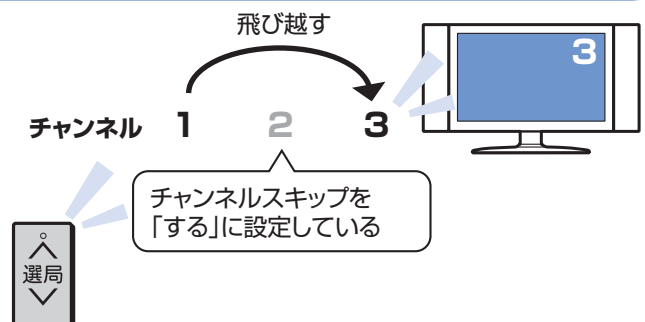 飛び越す
3
チャンネル 1 2 3
チャンネルスキップを
「する」に設定している
選局